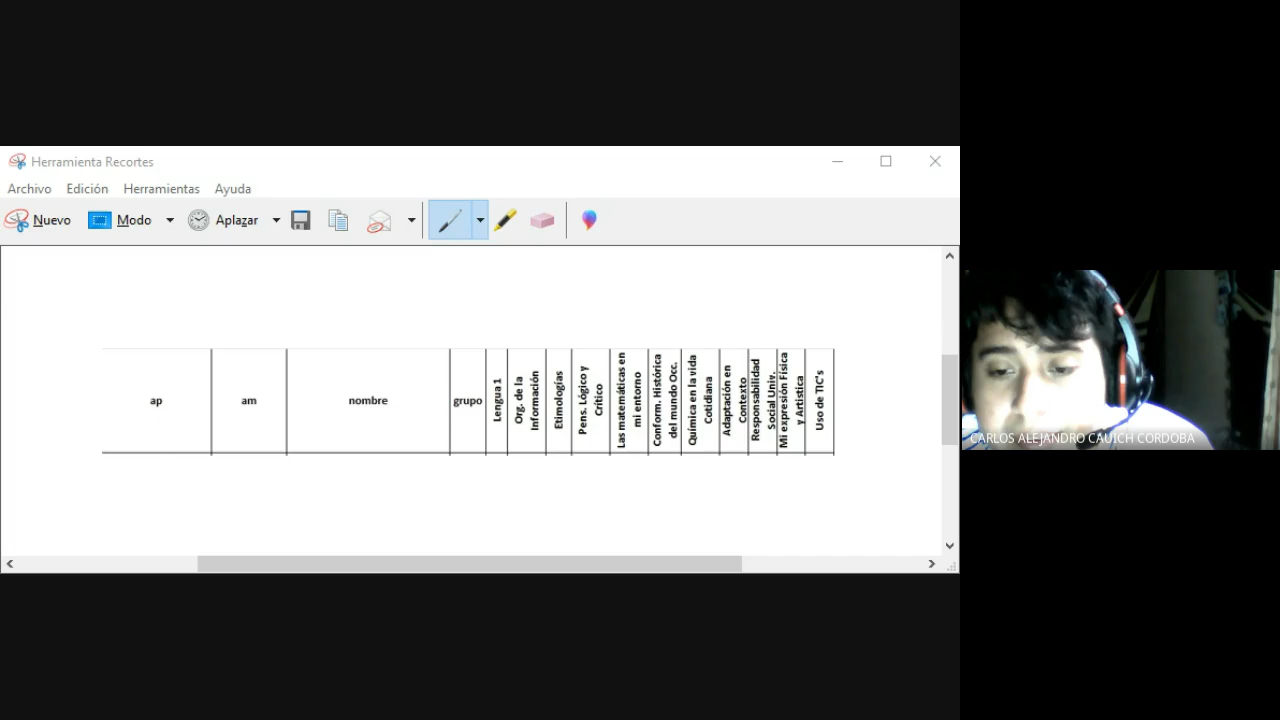 Herramienta Recortes
Archivo Edición Herramientas Ayuda
Nuevo Modo Aplazar
ap
am
nombre
grupo
Lengua 1
Org. de la
Información
Etimologías
Pens. Lógico y
Crítico
Las matemáticas en
mi entorno
Conform. Histórica
del mundo Occ.
Química en la vida
Cotidiana
Adaptación en
Contexto
Responsabilidad
Social Univ.
Mi expresión Física
y Artistica
Uso de TIC's
CARLOS ALEJANDRO CAUICH CORDOBA